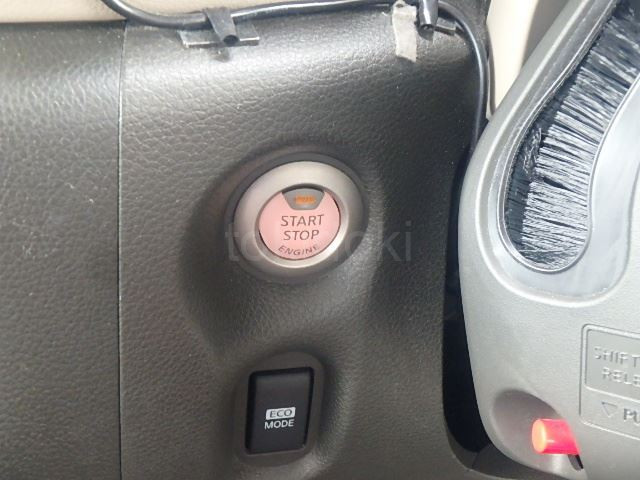 START
STOP
ENGINE
ECO
MODE
SHIFT
RELE
▽ PU